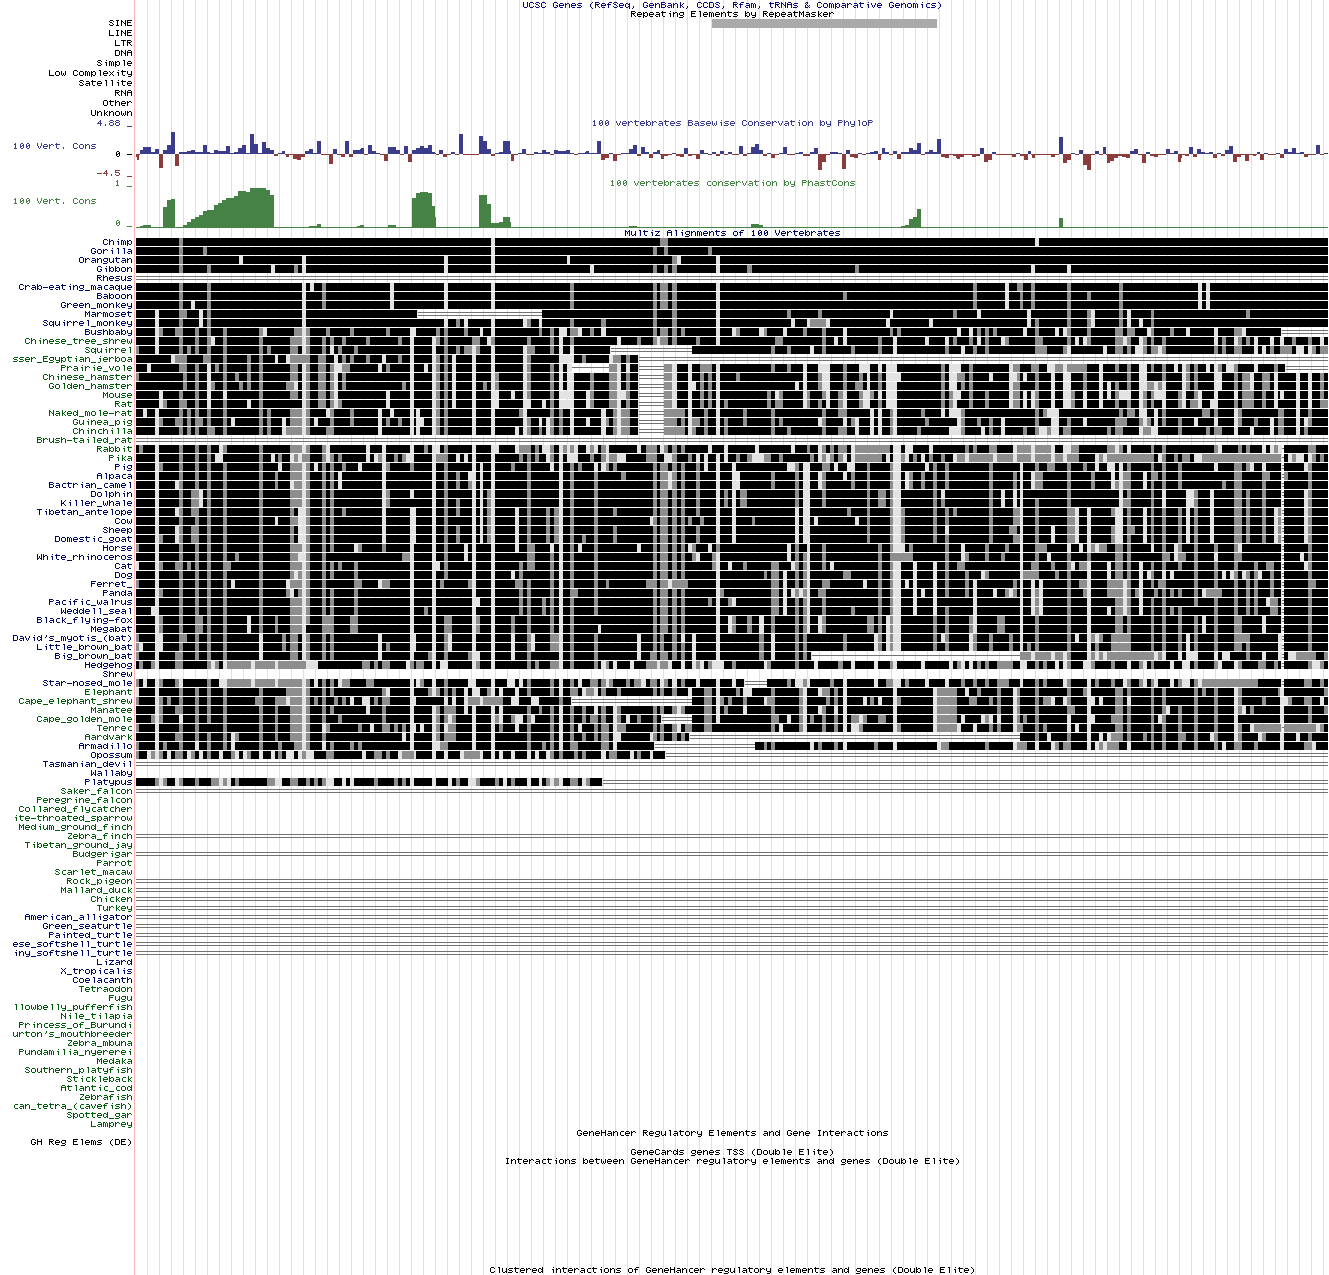 UCSC Genes (RefSeq, GenBank, CCDS, Rfam, tRNAs & Comparative Genomics)
Repeating Elements by RepeatMasker
SINE
LINE
LTR
DNA
Simple
Low Complexity
Satellite
RNA
Other
Unknown
4.88 _
100 vertebrates Basewise Conservation by PhyloP
100 Vert. Cons
0 -
-4.5 _
1 _
100 vertebrates conservation by PhastCons
100 Vert. Cons
0 _
Multiz Alignments of 100 Vertebrates
Chimp
Gorilla
Orangutan
Gibbon
Rhesus
Crab-eating_macaque
Baboon
Green_monkey
Marmoset
Squirrel_monkey
Bushbaby
Chinese_tree_shrew
Squirrel
sser_Egyptian_jerboa
Prairie_vole
Chinese_hamster
Golden_hamster
Mouse
Rat
Naked_mole-rat
Guinea_pig
Chinchilla
Brush-tailed_rat
Rabbit
Pika
Pig
Alpaca
Bactrian_camel
Dolphin
Killer_whale
Tibetan_antelope
Cow
Sheep
Domestic_goat
Horse
White_rhinoceros
Cat
Dog
Ferret_
Panda
Pacific_walrus
Weddell_seal
Black_flying-fox
Megabat
David's_myotis_(bat)
Little_brown_bat
Big_brown_bat
Hedgehog
Shrew
Star-nosed_mole
Elephant
Cape_elephant_shrew
Manatee
Cape_golden_mole
Tenrec
Aardvark
Armadillo
Opossum
Tasmanian_devil
Wallaby
Platypus
Saker_falcon
Peregrine_falcon
Collared_flycatcher
ite-throated_sparrow
Medium_ground_finch
Zebra_finch
Tibetan_ground_jay
Budgerigar
Parrot
Scarlet_macaw
Rock_pigeon
Mallard_duck
Chicken
Turkey
American_alligator
Green_seaturtle
Painted_turtle
ese_softshell_turtle
iny_softshell_turtle
Lizard
X_tropicalis
Coelacanth
Tetraodon
Fugu
llowbelly_pufferfish
Nile_tilapia
Princess_of_Burundi
urton's_mouthbreeder
Zebra_mbuna
Pundamilia_nyererei
Medaka
Southern_platyfish
Stickleback
Atlantic_cod
Zebrafish
can_tetra_(cavefish)
Spotted_gar
Lamprey
GeneHancer Regulatory Elements and Gene Interactions
GH Reg Elems (DE)
GeneCards genes TSS (Double Elite)
Interactions between GeneHancer regulatory elements and genes (Double Elite)
Clustered interactions of GeneHancer regulatory elements and genes (Double Elite)